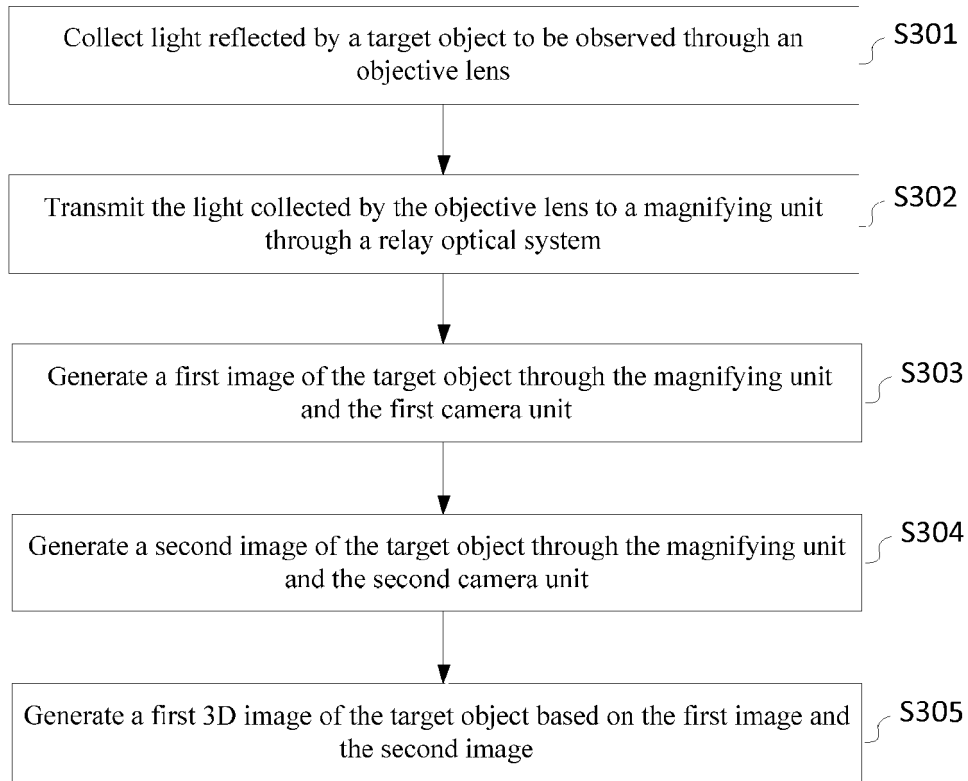 Collect light reflected by a target object to be observed through an
objective lens
S301
Transmit the light collected by the objective lens to a magnifying unit
through a relay optical system
S302
Generate a first image of the target object through the magnifying unit
and the first camera unit
S303
Generate a second image of the target object through the magnifying unit
and the second camera unit
S304
Generate a first 3D image of the target object based on the first image and
the second image
S305